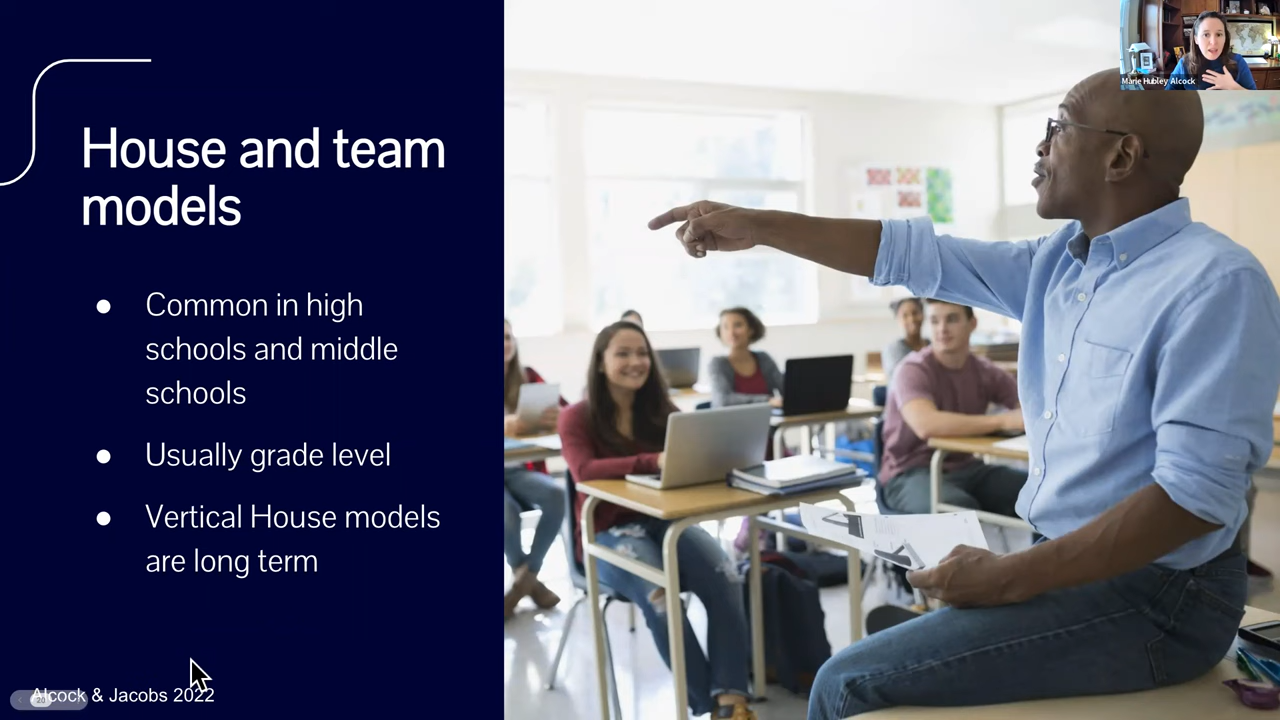 Marie Hubley Alcock
House and team
models
● Common in high
schools and middle
schools
● Usually grade level
● Vertical House models
are long term
Alcock & Jacobs 2022
20